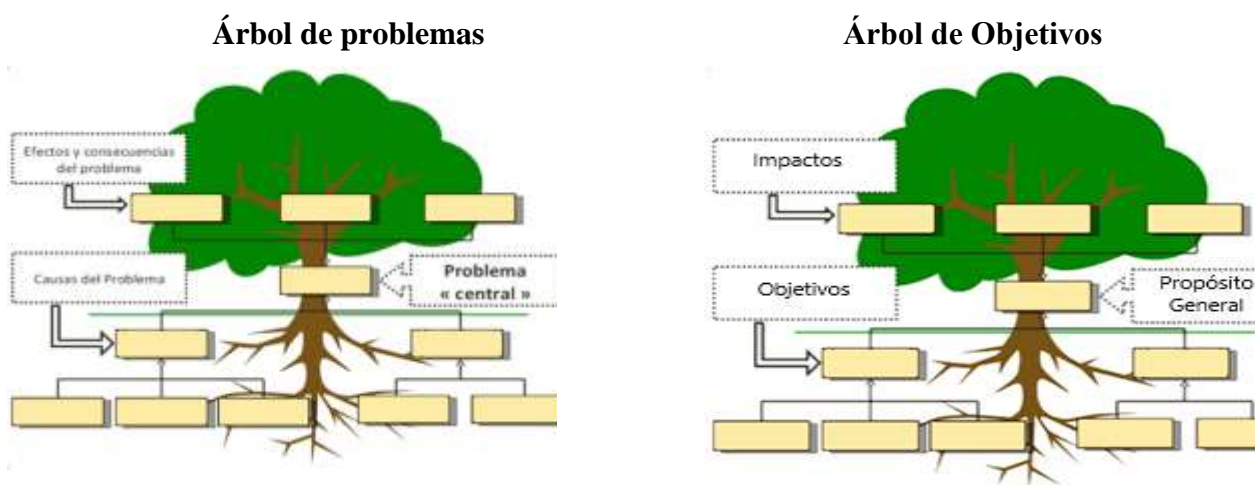 Árbol de problemas
Efectos y consecuencias
del problema
Causas del Problema
Problema
« central »
Árbol de Objetivos
Impactos
Objetivos
Propósito
General